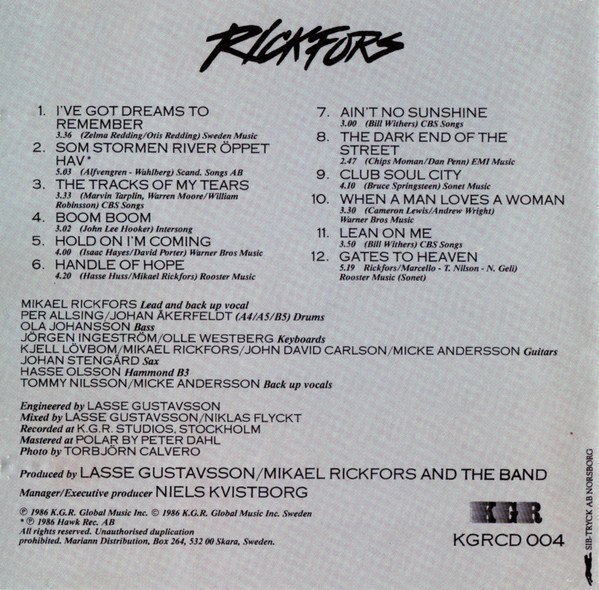 RICKFORS
1. I'VE GOT DREAMS TO
REMEMBER
3.36 (Zelma Redding/Otis Redding) Sweden Music
2. SOM STORMEN RIVER ÖPPET
HAV*
5.03 (Alfvengren - Wahlberg) Scand. Songs AB
3. THE TRACKS OF MY TEARS
3.33 (Marvin Tarplin, Warren Moore/William
Robinsson) CBS Songs
4. BOOM BOOM
3.02 (John Lee Hooker) Intersong
5. HOLD ON I'M COMING
4.00 (Isaac Hayes/David Porter) Warner Bros Music
6. HANDLE OF HOPE
4.20 (Hasse Huss/Mikael Rickfors) Rooster Music
7. AIN'T NO SUNSHINE
3.00 (Bill Withers) CBS Songs
8. THE DARK END OF THE
STREET
2.47 (Chips Moman/Dan Penn) EMI Music
9. CLUB SOUL CITY
4.10 (Bruce Springsteen) Sonet Music
10. WHEN A MAN LOVES A WOMAN
3.30 (Cameron Lewis/Andrew Wright)
Warner Bros Music
11. LEAN ON ME
3.50 (Bill Withers) CBS Songs
12. GATES TO HEAVEN
5.19 Rickfors/Marcello - T. Nilson - N. Geli)
Rooster Music (Sonet)
MIKAEL RICKFORS Lead and back up vocal
PER ALLSING/JOHAN ÅKERFELDT (A4/A5/B5) Drums
OLA JOHANSSON Bass
JÖRGEN INGESTRÖM/OLLE WESTBERG Keyboards
KJELL LÖVBOM/MIKAEL RICKFORS/JOHN DAVID CARLSON/MICKE ANDERSSON Guitars
JOHAN STENGÅRD Sax
HASSE OLSSON Hammond B3
TOMMY NILSSON/MICKE ANDERSSON Back up vocals
Engineered by LASSE GUSTAVSSON
Mixed by LASSE GUSTAVSSON/NIKLAS FLYCKT
Recorded at K.G.R. STUDIOS, STOCKHOLM
Mastered at POLAR BY PETER DAHL
Photo by TORBJÖRN CALVERO
Produced by LASSE GUSTAVSSON/MIKAEL RICKFORS AND THE BAND
Manager/Executive producer NIELS KVISTBORG
℗ 1986 K.G.R. Global Music Inc. © 1986 K.G.R. Global Music Inc. Sweden
* ℗ 1986 Hawk Rec. AB
All rights reserved. Unauthorised duplication
prohibited. Mariann Distribution, Box 264, 532 00 Skara, Sweden.
KGR
KGRCD 004
SIB-TRYCK AB NORSBORG